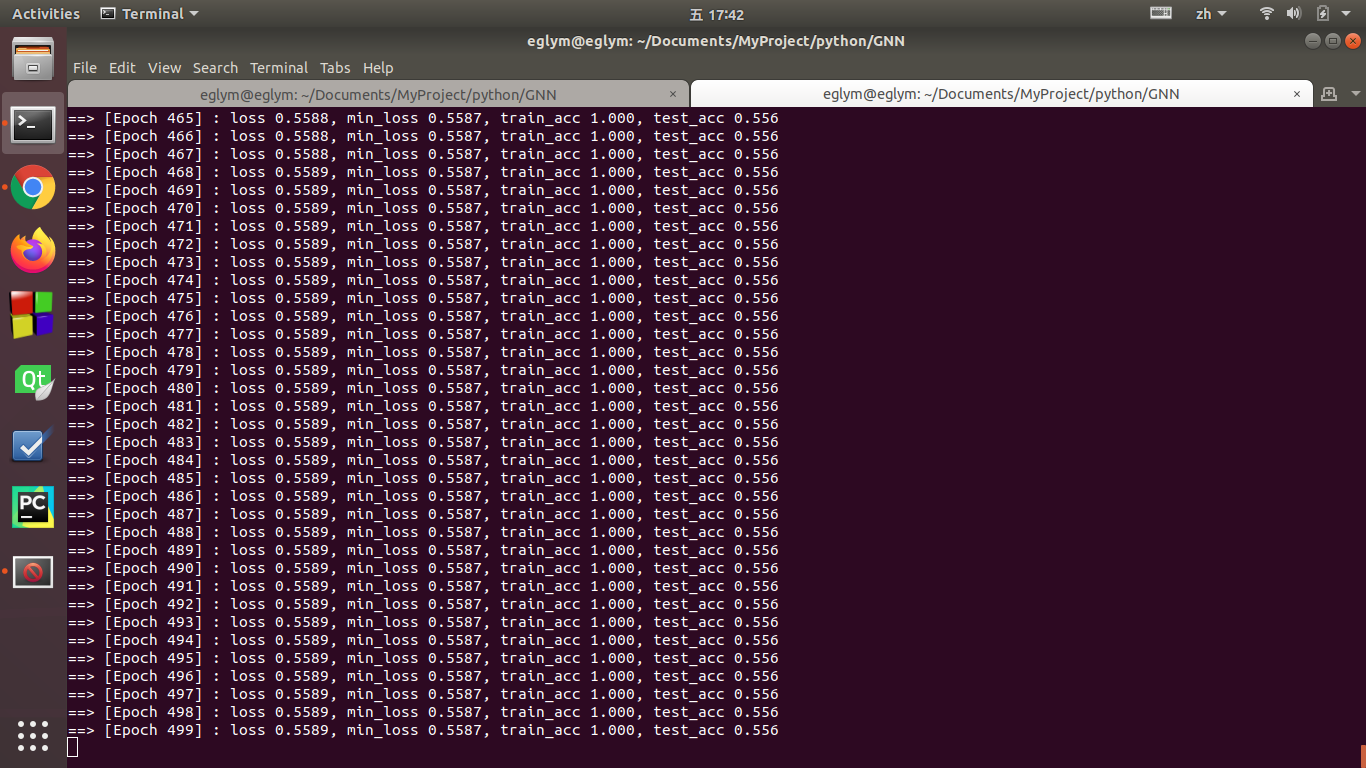 Activities Terminal 五 17:42 zh
eglym@eglym: ~/Documents/MyProject/python/GNN
File Edit View Search Terminal Tabs Help
eglym@eglym: ~/Documents/MyProject/python/GNN × eglym@eglym: ~/Documents/MyProject/python/GNN ×
==> [Epoch 465] : loss 0.5588, min_loss 0.5587, train_acc 1.000, test_acc 0.556
==> [Epoch 466] : loss 0.5588, min_loss 0.5587, train_acc 1.000, test_acc 0.556
==> [Epoch 467] : loss 0.5588, min_loss 0.5587, train_acc 1.000, test_acc 0.556
==> [Epoch 468] : loss 0.5589, min_loss 0.5587, train_acc 1.000, test_acc 0.556
==> [Epoch 469] : loss 0.5589, min_loss 0.5587, train_acc 1.000, test_acc 0.556
==> [Epoch 470] : loss 0.5589, min_loss 0.5587, train_acc 1.000, test_acc 0.556
==> [Epoch 471] : loss 0.5589, min_loss 0.5587, train_acc 1.000, test_acc 0.556
==> [Epoch 472] : loss 0.5589, min_loss 0.5587, train_acc 1.000, test_acc 0.556
==> [Epoch 473] : loss 0.5589, min_loss 0.5587, train_acc 1.000, test_acc 0.556
==> [Epoch 474] : loss 0.5589, min_loss 0.5587, train_acc 1.000, test_acc 0.556
==> [Epoch 475] : loss 0.5589, min_loss 0.5587, train_acc 1.000, test_acc 0.556
==> [Epoch 476] : loss 0.5589, min_loss 0.5587, train_acc 1.000, test_acc 0.556
==> [Epoch 477] : loss 0.5589, min_loss 0.5587, train_acc 1.000, test_acc 0.556
==> [Epoch 478] : loss 0.5589, min_loss 0.5587, train_acc 1.000, test_acc 0.556
==> [Epoch 479] : loss 0.5589, min_loss 0.5587, train_acc 1.000, test_acc 0.556
==> [Epoch 480] : loss 0.5589, min_loss 0.5587, train_acc 1.000, test_acc 0.556
==> [Epoch 481] : loss 0.5589, min_loss 0.5587, train_acc 1.000, test_acc 0.556
==> [Epoch 482] : loss 0.5589, min_loss 0.5587, train_acc 1.000, test_acc 0.556
==> [Epoch 483] : loss 0.5589, min_loss 0.5587, train_acc 1.000, test_acc 0.556
==> [Epoch 484] : loss 0.5589, min_loss 0.5587, train_acc 1.000, test_acc 0.556
==> [Epoch 485] : loss 0.5589, min_loss 0.5587, train_acc 1.000, test_acc 0.556
==> [Epoch 486] : loss 0.5589, min_loss 0.5587, train_acc 1.000, test_acc 0.556
==> [Epoch 487] : loss 0.5589, min_loss 0.5587, train_acc 1.000, test_acc 0.556
==> [Epoch 488] : loss 0.5589, min_loss 0.5587, train_acc 1.000, test_acc 0.556
==> [Epoch 489] : loss 0.5589, min_loss 0.5587, train_acc 1.000, test_acc 0.556
==> [Epoch 490] : loss 0.5589, min_loss 0.5587, train_acc 1.000, test_acc 0.556
==> [Epoch 491] : loss 0.5589, min_loss 0.5587, train_acc 1.000, test_acc 0.556
==> [Epoch 492] : loss 0.5589, min_loss 0.5587, train_acc 1.000, test_acc 0.556
==> [Epoch 493] : loss 0.5589, min_loss 0.5587, train_acc 1.000, test_acc 0.556
==> [Epoch 494] : loss 0.5589, min_loss 0.5587, train_acc 1.000, test_acc 0.556
==> [Epoch 495] : loss 0.5589, min_loss 0.5587, train_acc 1.000, test_acc 0.556
==> [Epoch 496] : loss 0.5589, min_loss 0.5587, train_acc 1.000, test_acc 0.556
==> [Epoch 497] : loss 0.5589, min_loss 0.5587, train_acc 1.000, test_acc 0.556
==> [Epoch 498] : loss 0.5589, min_loss 0.5587, train_acc 1.000, test_acc 0.556
==> [Epoch 499] : loss 0.5589, min_loss 0.5587, train_acc 1.000, test_acc 0.556
Qt
PC